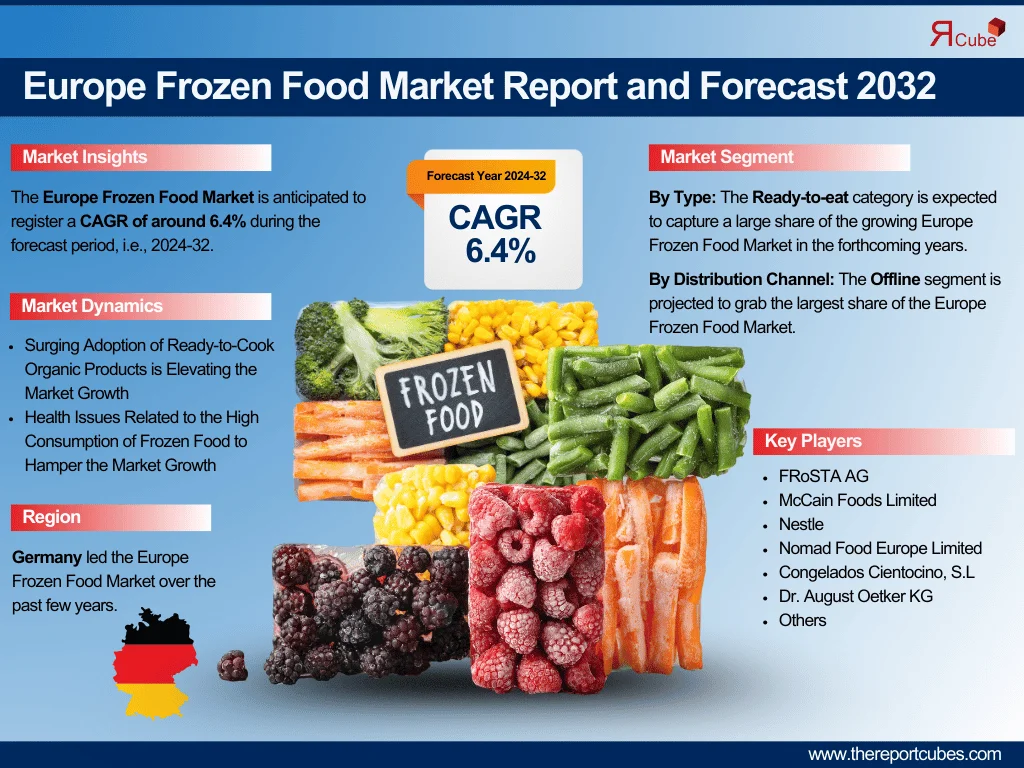 ЯCube
Europe Frozen Food Market Report and Forecast 2032
Market Insights
The Europe Frozen Food Market is anticipated to
register a CAGR of around 6.4% during the
forecast period, i.e., 2024-32.
Market Dynamics
• Surging Adoption of Ready-to-Cook
Organic Products is Elevating the
Market Growth
• Health Issues Related to the High
Consumption of Frozen Food to
Hamper the Market Growth
Region
Germany led the Europe
Frozen Food Market over the
past few years.
Forecast Year 2024-32
CAGR
6.4%
FROZEN
FOOD
Market Segment
By Type: The Ready-to-eat category is expected
to capture a large share of the growing Europe
Frozen Food Market in the forthcoming years.
By Distribution Channel: The Offline segment is
projected to grab the largest share of the Europe
Frozen Food Market.
Key Players
• FRoSTA AG
• McCain Foods Limited
• Nestle
• Nomad Food Europe Limited
• Congelados Cientocino, S.L
• Dr. August Oetker KG
• Others
www.thereportcubes.com